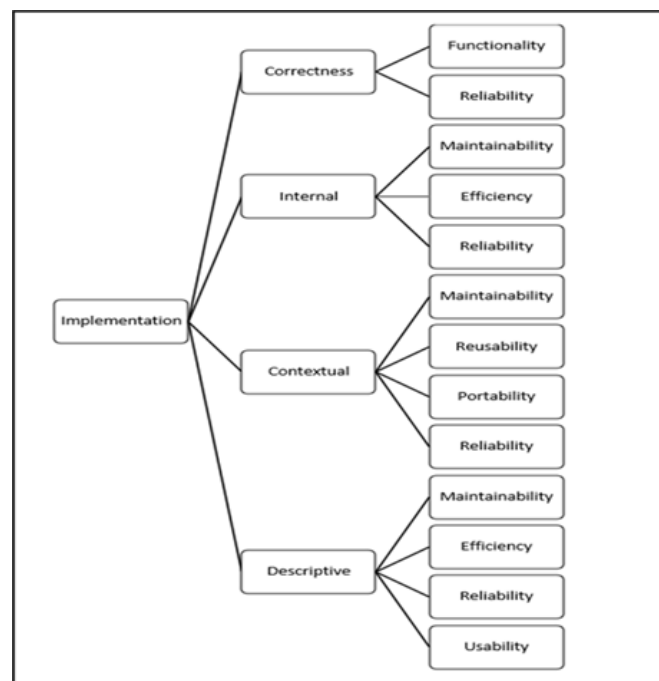 Functionality
Correctness
Reliability
Maintainability
Internal
Efficiency
Reliability
Implementation
Maintainability
Reusability
Contextual
Portability
Reliability
Maintainability
Efficiency
Descriptive
Reliability
Usability